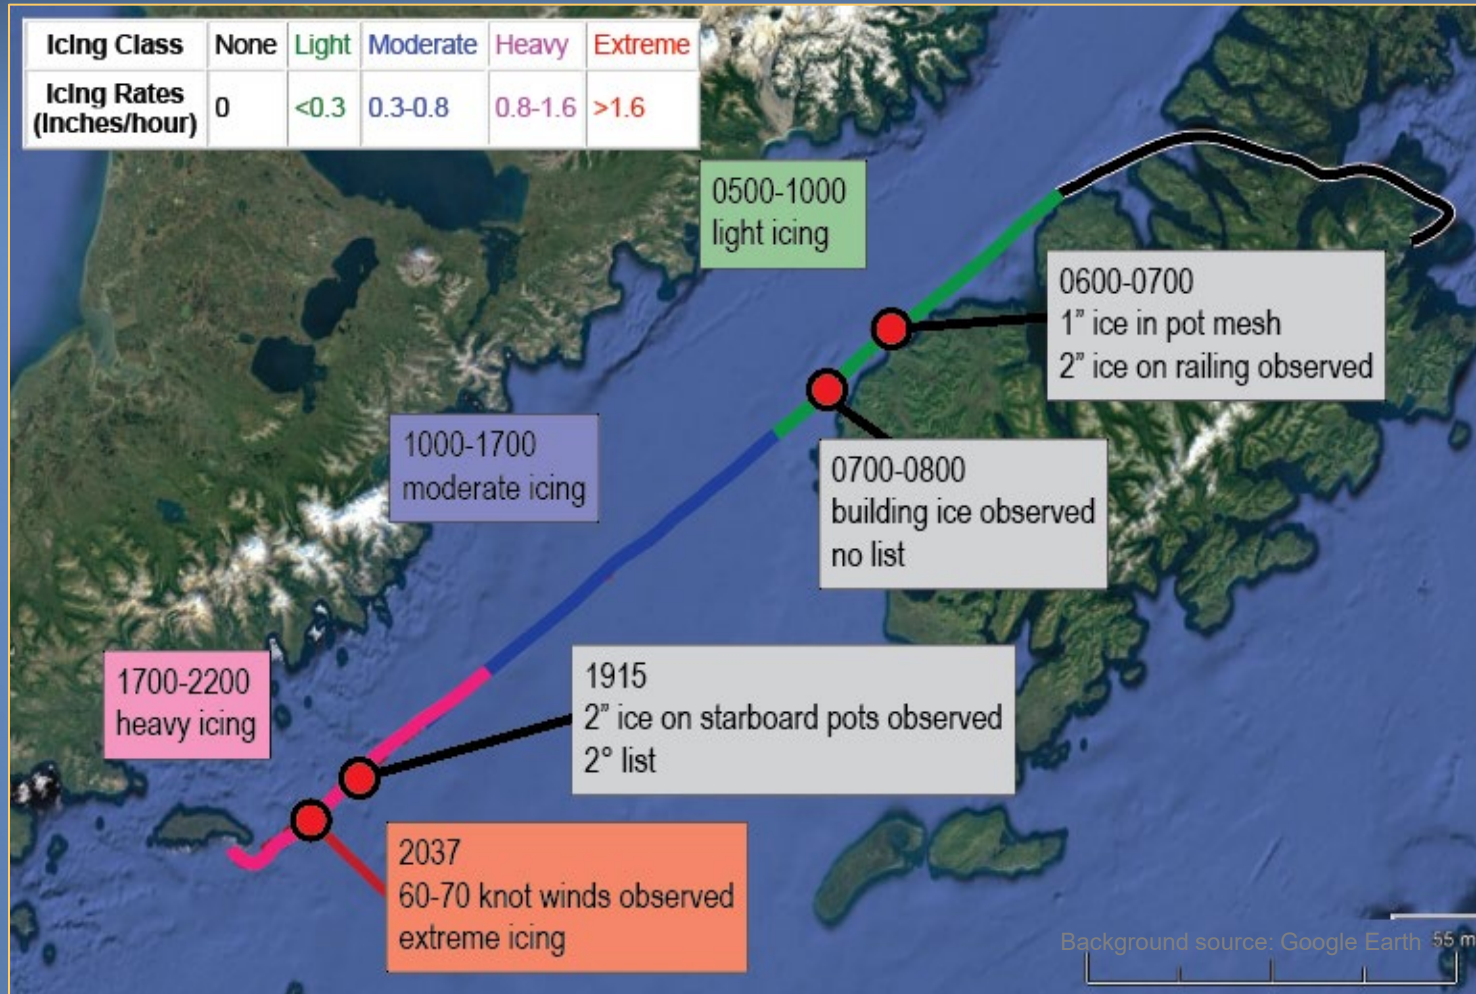 Icing Class None Light Moderate Heavy Extreme
Icing Rates (Inches/hour) 0 <0.3 0.3-0.8 0.8-1.6 >1.6
0500-1000
light icing
0600-0700
1” ice in pot mesh
2” ice on railing observed
1000-1700
moderate icing
0700-0800
building ice observed
no list
1700-2200
heavy icing
1915
2” ice on starboard pots observed
2° list
2037
60-70 knot winds observed
extreme icing
Background source: Google Earth
55 m